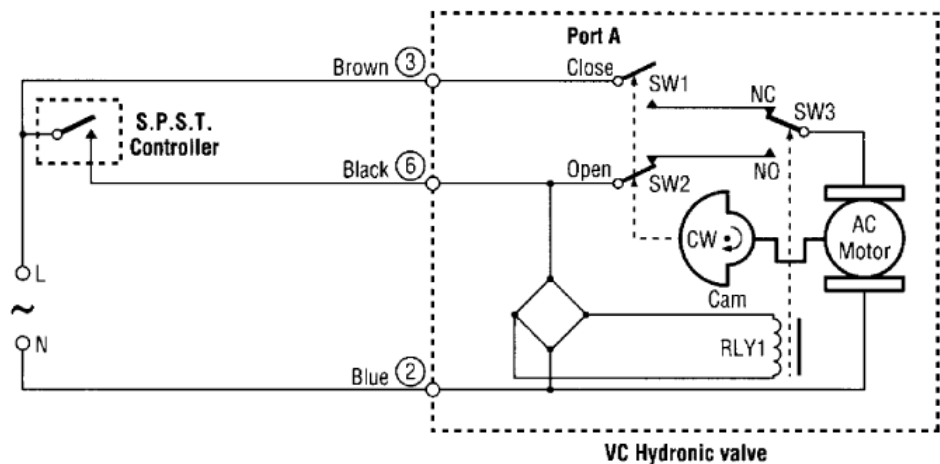 Port A
Brown 3
Close
SW1
NC
SW3
S.P.S.T.
Controller
Black 6
Open
SW2
NO
CW
AC
Motor
Cam
L
~
N
RLY1
Blue 2
VC Hydronic valve